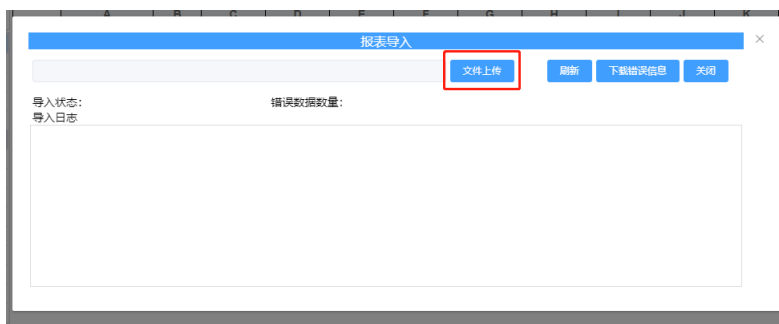 A B C D E F G H I J K
报表导入
×
文件上传 刷新 下载错误信息 关闭
导入状态： 错误数据数量：
导入日志